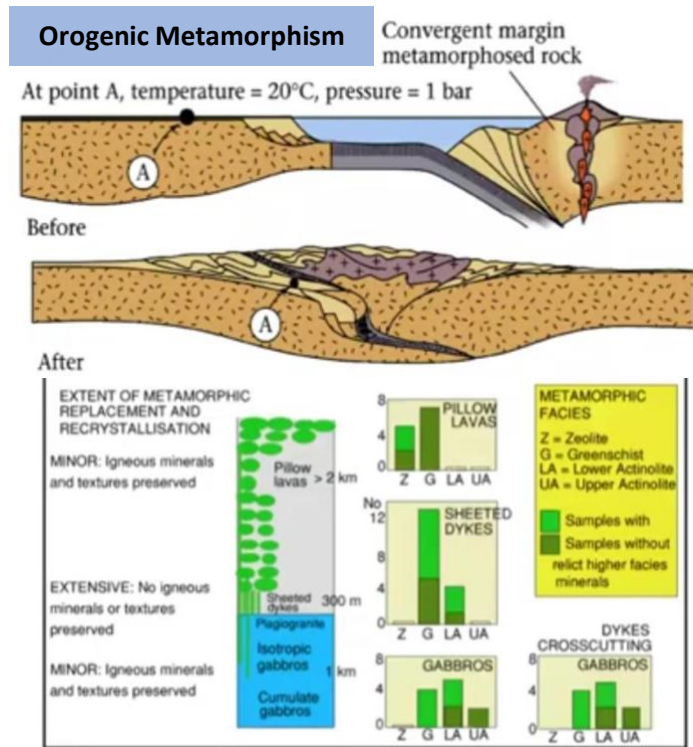 Orogenic Metamorphism
Convergent margin
metamorphosed rock
At point A, temperature = 20°C, pressure = 1 bar
A
Before
A
After
EXTENT OF METAMORPHIC
REPLACEMENT AND
RECRYSTALLISATION
MINOR: Igneous minerals
and textures preserved
EXTENSIVE: No igneous
minerals or textures
preserved
MINOR: Igneous minerals
and textures preserved
Pillow
lavas > 2 km
Sheeted
dykes 300 m
Plagiogranite
Isotropic
gabbros
1 km
Cumulate
gabbros
8
4
0
PILLOW
LAVAS
Z G LA UA
No
12
8
4
0
SHEETED
DYKES
Z G LA UA
8
4
0
GABBROS
Z G LA UA
DYKES
CROSSCUTTING
8
4
0
GABBROS
Z G LA UA
METAMORPHIC
FACIES
Z = Zeolite
G = Greenschist
LA = Lower Actinolite
UA = Upper Actinolite
Samples with
Samples without
relict higher facies
minerals